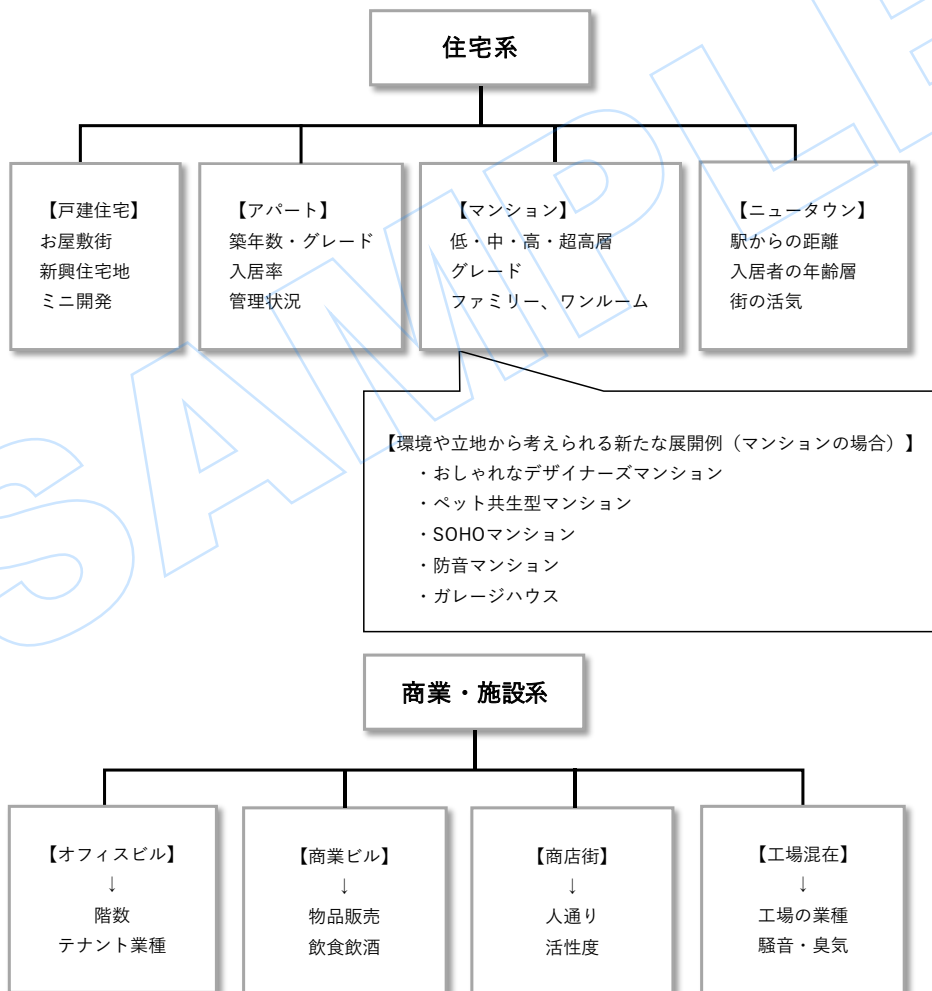 住宅系
【戸建住宅】
お屋敷街
新興住宅地
ミニ開発
【アパート】
築年数・グレード
入居率
管理状況
【マンション】
低・中・高・超高層
グレード
ファミリー、ワンルーム
【ニュータウン】
駅からの距離
入居者の年齢層
街の活気
【環境や立地から考えられる新たな展開例（マンションの場合）】
・おしゃれなデザイナーズマンション
・ペット共生型マンション
・SOHOマンション
・防音マンション
・ガレージハウス
商業・施設系
【オフィスビル】
↓
階数
テナント業種
【商業ビル】
↓
物品販売
飲食飲酒
【商店街】
↓
人通り
活性度
【工場混在】
↓
工場の業種
騒音・臭気
SAMPLE